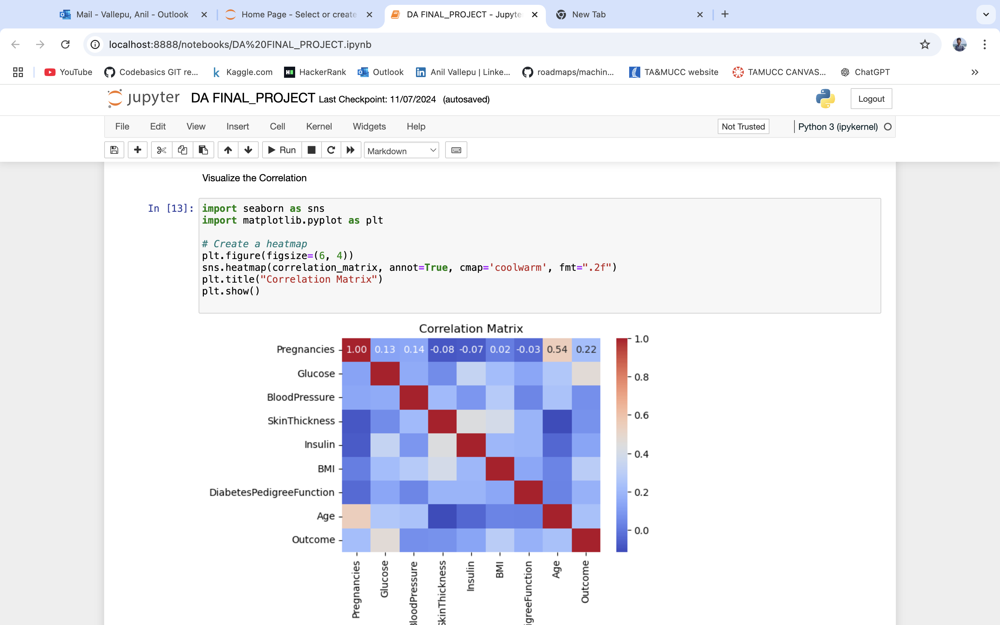 Mail - Vallepu, Anil - Outlook
Home Page - Select or create
DA FINAL_PROJECT - Jupyte
New Tab
localhost:8888/notebooks/DA%20FINAL_PROJECT.ipynb
YouTube
Codebasics GIT re...
Kaggle.com
HackerRank
Outlook
Anil Vallepu | Linke...
roadmaps/machin...
TA&MUCC website
TAMUCC CANVAS...
ChatGPT
jupyter DA FINAL_PROJECT Last Checkpoint: 11/07/2024 (autosaved)
Logout
File Edit View Insert Cell Kernel Widgets Help
Not Trusted
Python 3 (ipykernel)
Run
Markdown
Visualize the Correlation
In [13]:
import seaborn as sns
import matplotlib.pyplot as plt
# Create a heatmap
plt.figure(figsize=(6, 4))
sns.heatmap(correlation_matrix, annot=True, cmap='coolwarm', fmt=".2f")
plt.title("Correlation Matrix")
plt.show()
Correlation Matrix
Pregnancies 1.00 0.13 0.14 -0.08 -0.07 0.02 -0.03 0.54 0.22
Glucose
BloodPressure
SkinThickness
Insulin
BMI
DiabetesPedigreeFunction
Age
Outcome
1.0
0.8
0.6
0.4
0.2
0.0
Pregnancies
Glucose
BloodPressure
SkinThickness
Insulin
BMI
igreeFunction
Age
Outcome